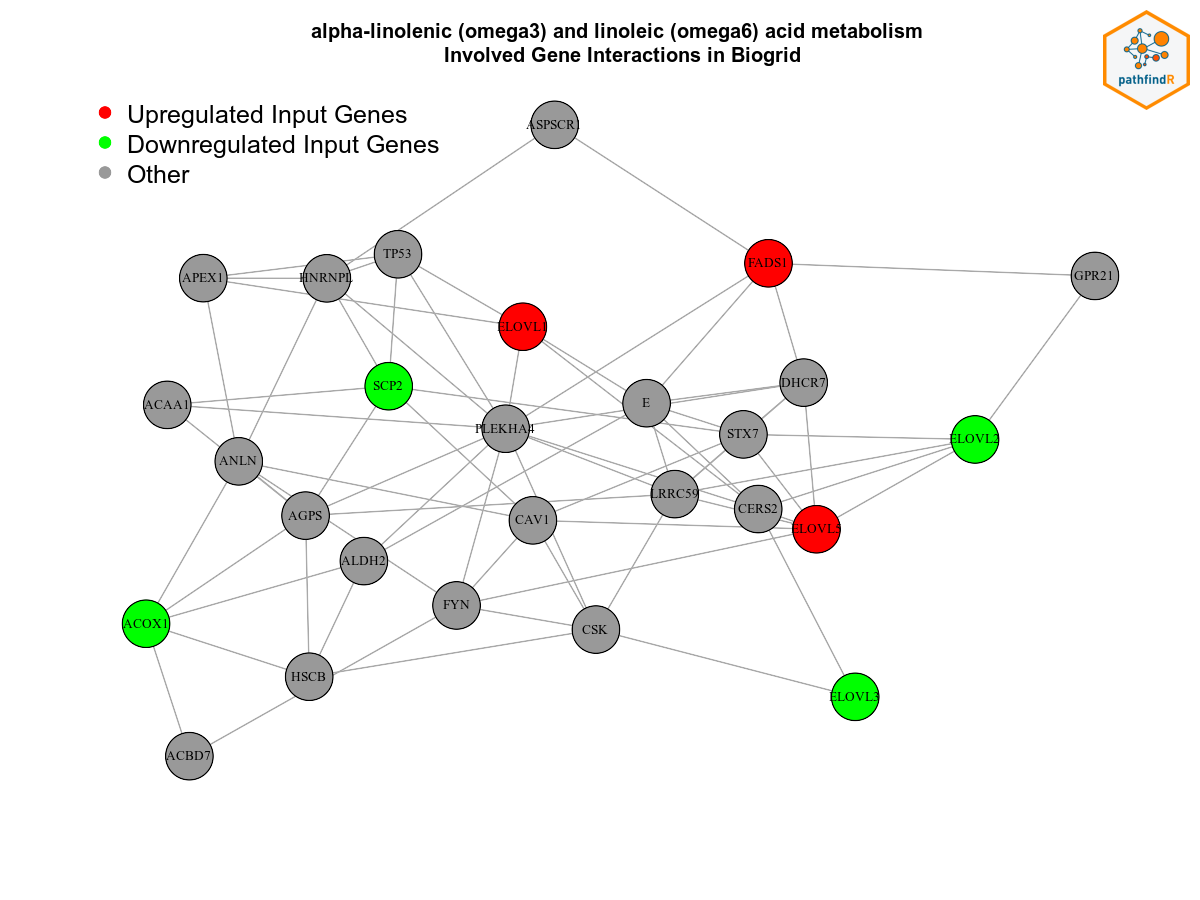 alpha-linolenic (omega3) and linoleic (omega6) acid metabolism
Involved Gene Interactions in Biogrid
pathfindR
Upregulated Input Genes
Downregulated Input Genes
Other
ASPSCR1
TP53
FADS1
APEX1
HNRNPL
GPR21
ELOVL1
SCP2
DHCR7
ACAA1
E
PLEKHA4
STX7
ELOVL2
ANLN
LRRC59
CERS2
AGPS
CAV1
ELOVL5
ALDH2
FYN
ACOX1
CSK
HSCB
ELOVL3
ACBD7